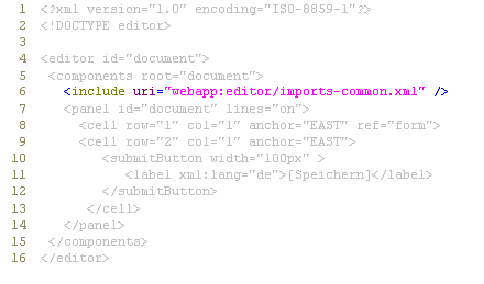 1 <?xml version="1.0" encoding="ISO-8859-1"?>
2 <!DOCTYPE editor>
3
4 <editor id="document">
5 <components root="document">
6 <include uri="webapp:editor/imports-common.xml" />
7 <panel id="document" lines="on">
8 <cell row="1" col="1" anchor="EAST" ref="form">
9 <cell row="2" col="1" anchor="EAST">
10 <submitButton width="100px" >
11 <label xml:lang="de">[Speichern]</label>
12 </submitButton>
13 </cell>
14 </panel>
15 </components>
16 </editor>